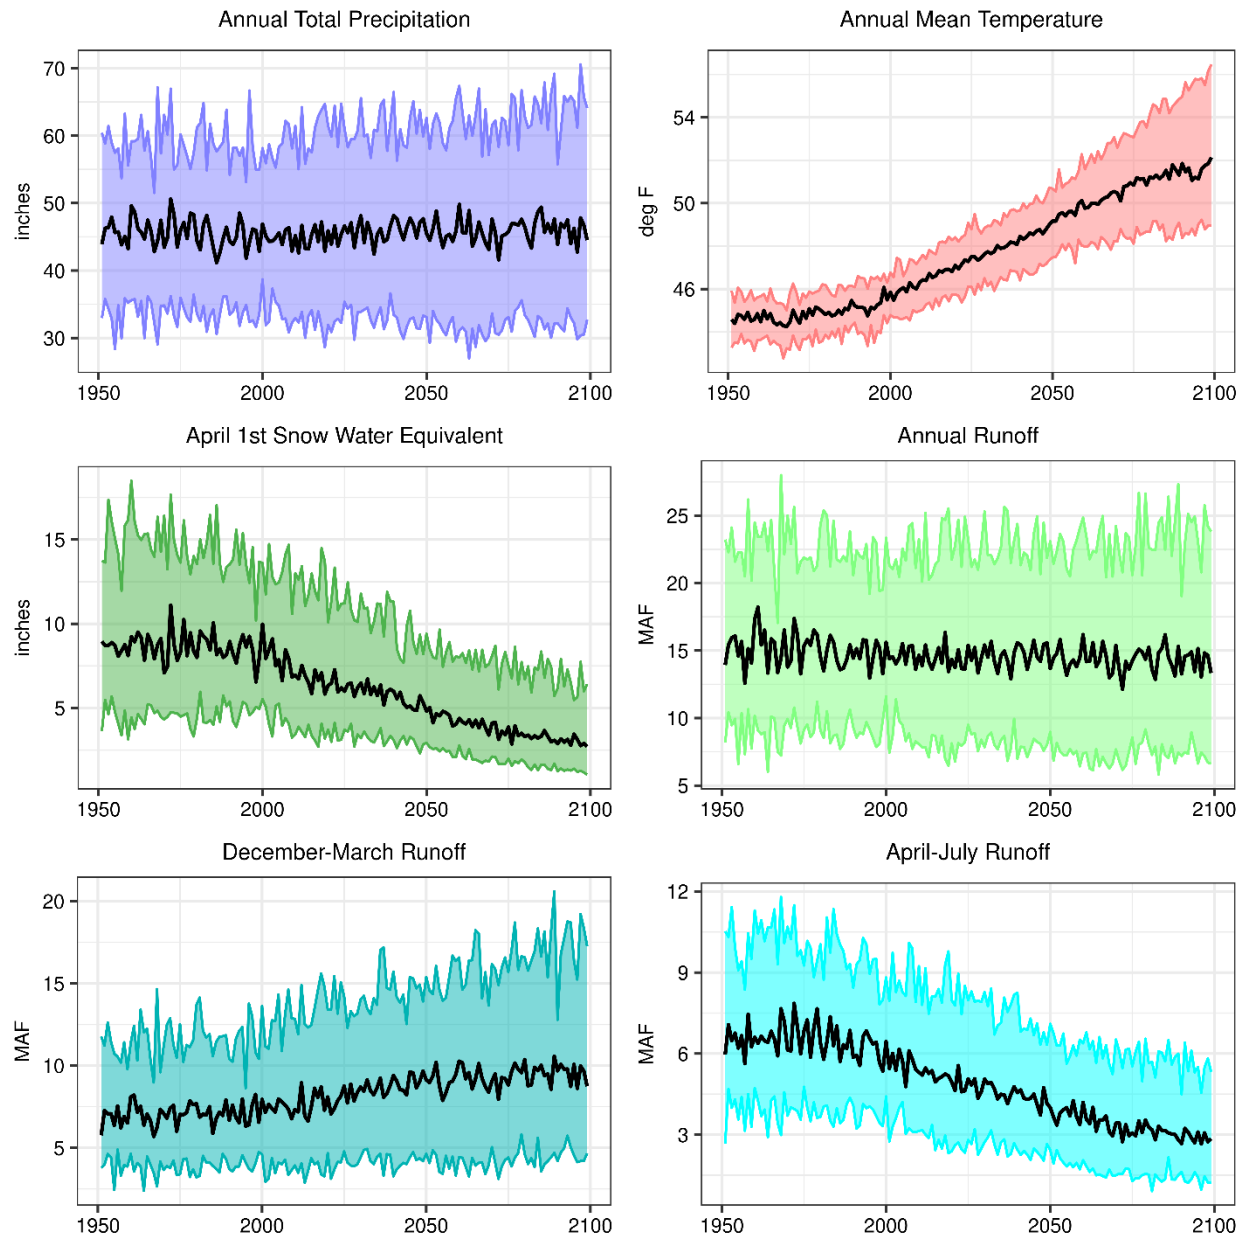 Annual Total Precipitation
inches
70
60
50
40
30
1950 2000 2050 2100
Annual Mean Temperature
deg F
54
50
46
1950 2000 2050 2100
April 1st Snow Water Equivalent
inches
15
10
5
1950 2000 2050 2100
Annual Runoff
MAF
25
20
15
10
5
1950 2000 2050 2100
December-March Runoff
MAF
20
15
10
5
1950 2000 2050 2100
April-July Runoff
MAF
12
9
6
3
1950 2000 2050 2100